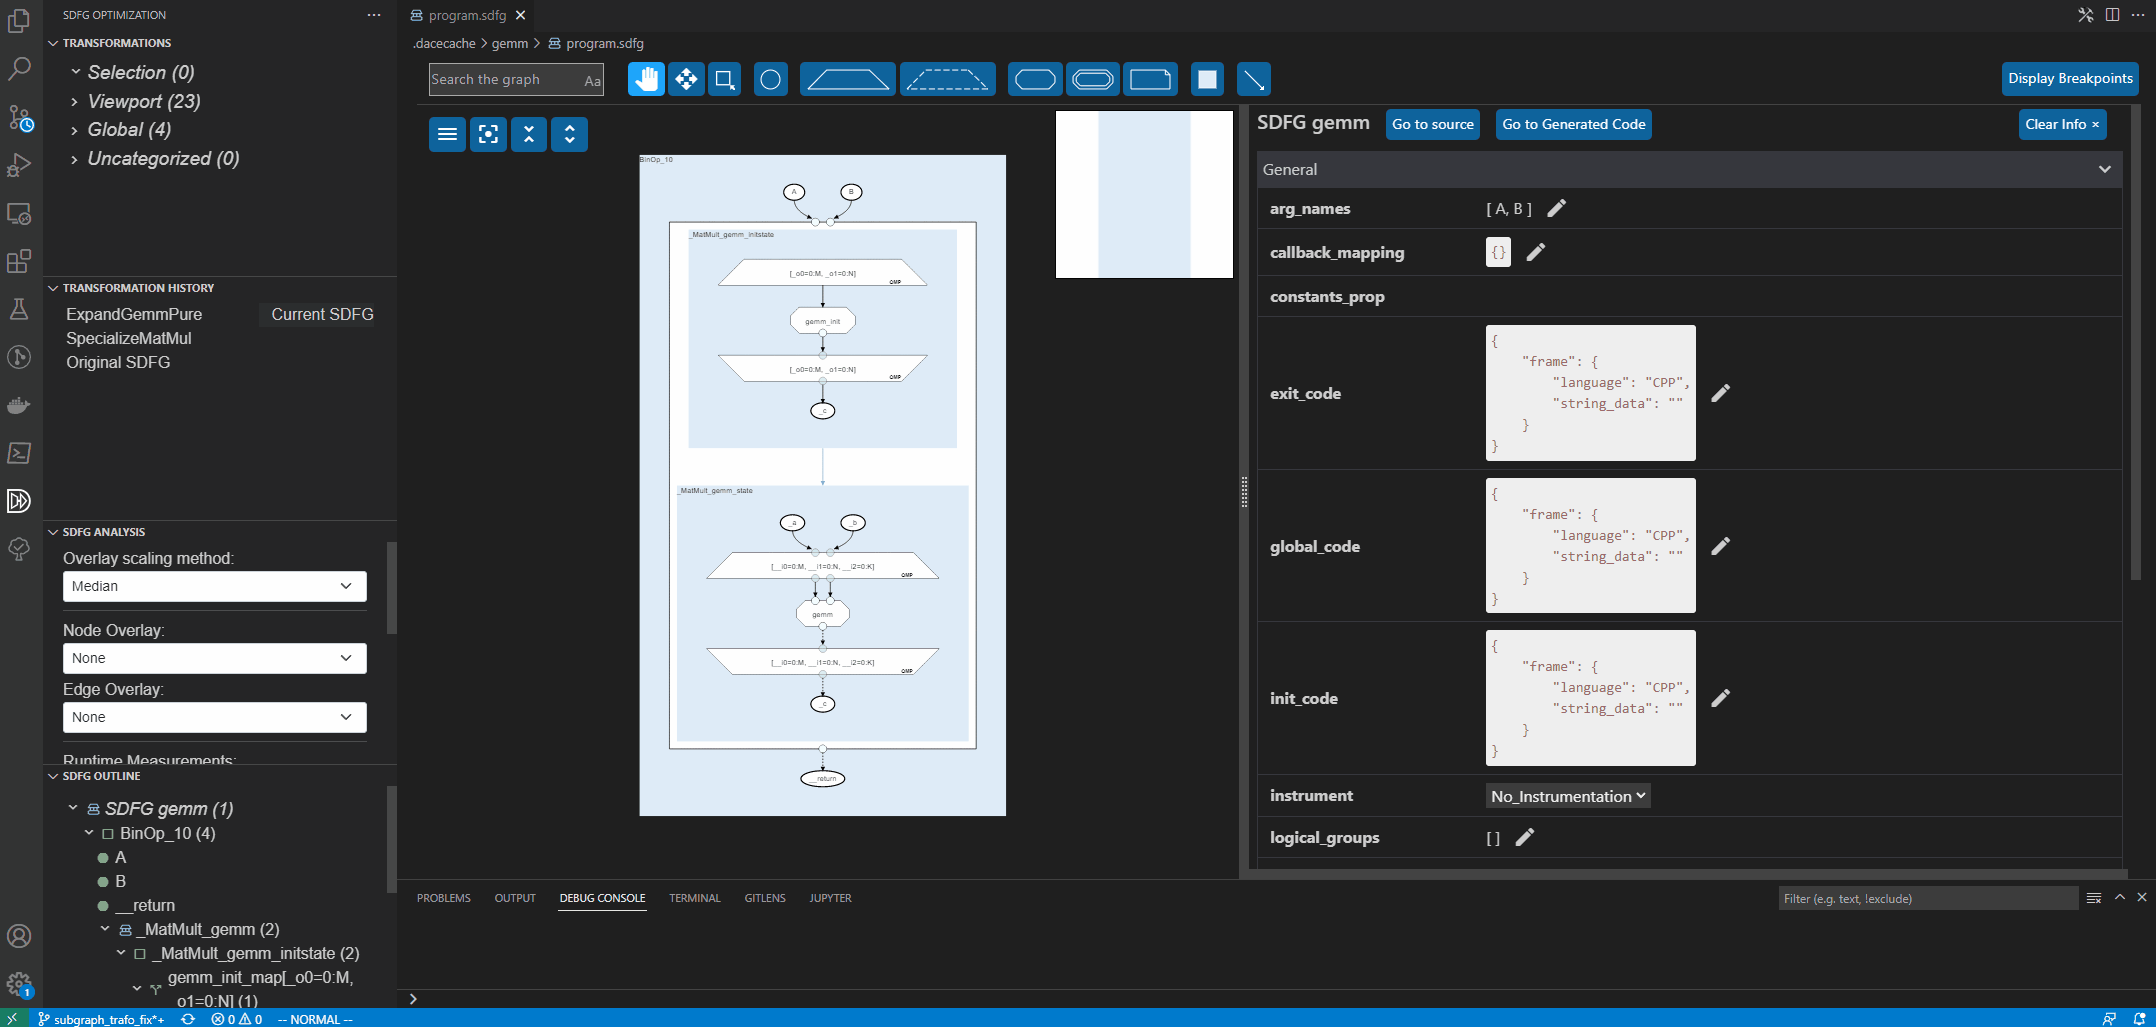 SDFG OPTIMIZATION
TRANSFORMATIONS
Selection (0)
Viewport (23)
Global (4)
Uncategorized (0)
TRANSFORMATION HISTORY
ExpandGemmPure Current SDFG
SpecializeMatMul
Original SDFG
SDFG ANALYSIS
Overlay scaling method:
Median
Node Overlay:
None
Edge Overlay:
None
Runtime Measurements:
SDFG OUTLINE
SDFG gemm (1)
BinOp_10 (4)
A
B
__return
_MatMult_gemm (2)
_MatMult_gemm_initstate (2)
gemm_init_map[_o0=0:M,
_o1=0:N] (1)
program.sdfg
.dacecache > gemm > program.sdfg
Search the graph Aa
Display Breakpoints
BinOp_10
A B
_MatMult_gemm_initstate
[_o0=0:M, _o1=0:N]
OMP
gemm_init
[_o0=0:M, _o1=0:N]
OMP
_c
_MatMult_gemm_state
_a _b
[__i0=0:M, __i1=0:N, __i2=0:K]
OMP
gemm
[__i0=0:M, __i1=0:N, __i2=0:K]
OMP
_c
__return
SDFG gemm Go to source Go to Generated Code Clear Info ×
General
arg_names [ A, B ]
callback_mapping {}
constants_prop
exit_code
{
"frame": {
"language": "CPP",
"string_data": ""
}
}
global_code
{
"frame": {
"language": "CPP",
"string_data": ""
}
}
init_code
{
"frame": {
"language": "CPP",
"string_data": ""
}
}
instrument No_Instrumentation
logical_groups [ ]
PROBLEMS OUTPUT DEBUG CONSOLE TERMINAL GITLENS JUPYTER Filter (e.g. text, !exclude)
1
subgraph_trafo_fix*+ 0 0 -- NORMAL --